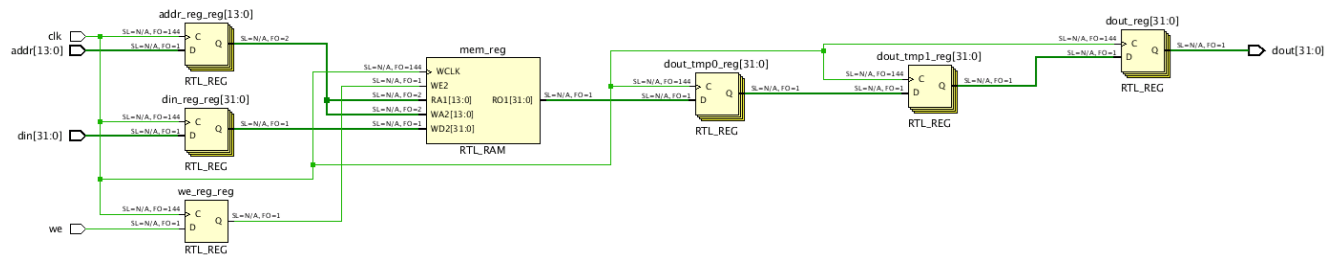 addr_reg_reg[13:0]
clk
SL=N/A, FO=144
C
Q
SL=N/A, FO=2
addr[13:0]
SL=N/A, FO=1
D
RTL_REG
din_reg_reg[31:0]
SL=N/A, FO=144
C
Q
SL=N/A, FO=1
din[31:0]
SL=N/A, FO=1
D
RTL_REG
we_reg_reg
SL=N/A, FO=144
C
Q
SL=N/A, FO=1
we
SL=N/A, FO=1
D
RTL_REG
mem_reg
SL=N/A, FO=144
WCLK
SL=N/A, FO=1
WE2
SL=N/A, FO=2
RA1[13:0]
RO1[31:0]
SL=N/A, FO=1
SL=N/A, FO=2
WA2[13:0]
SL=N/A, FO=1
WD2[31:0]
RTL_RAM
dout_tmp0_reg[31:0]
SL=N/A, FO=144
C
Q
SL=N/A, FO=1
SL=N/A, FO=1
D
RTL_REG
dout_tmp1_reg[31:0]
SL=N/A, FO=144
C
Q
SL=N/A, FO=1
SL=N/A, FO=1
D
RTL_REG
dout_reg[31:0]
SL=N/A, FO=144
C
Q
SL=N/A, FO=1
dout[31:0]
SL=N/A, FO=1
D
RTL_REG